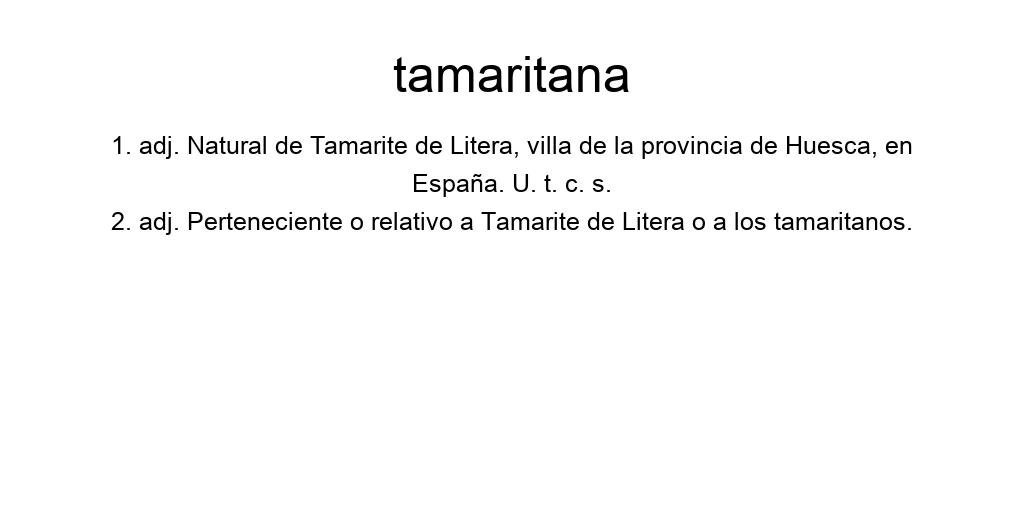 tamaritana
1. adj. Natural de Tamarite de Litera, villa de la provincia de Huesca, en
España. U. t. c. s.
2. adj. Perteneciente o relativo a Tamarite de Litera o a los tamaritanos.